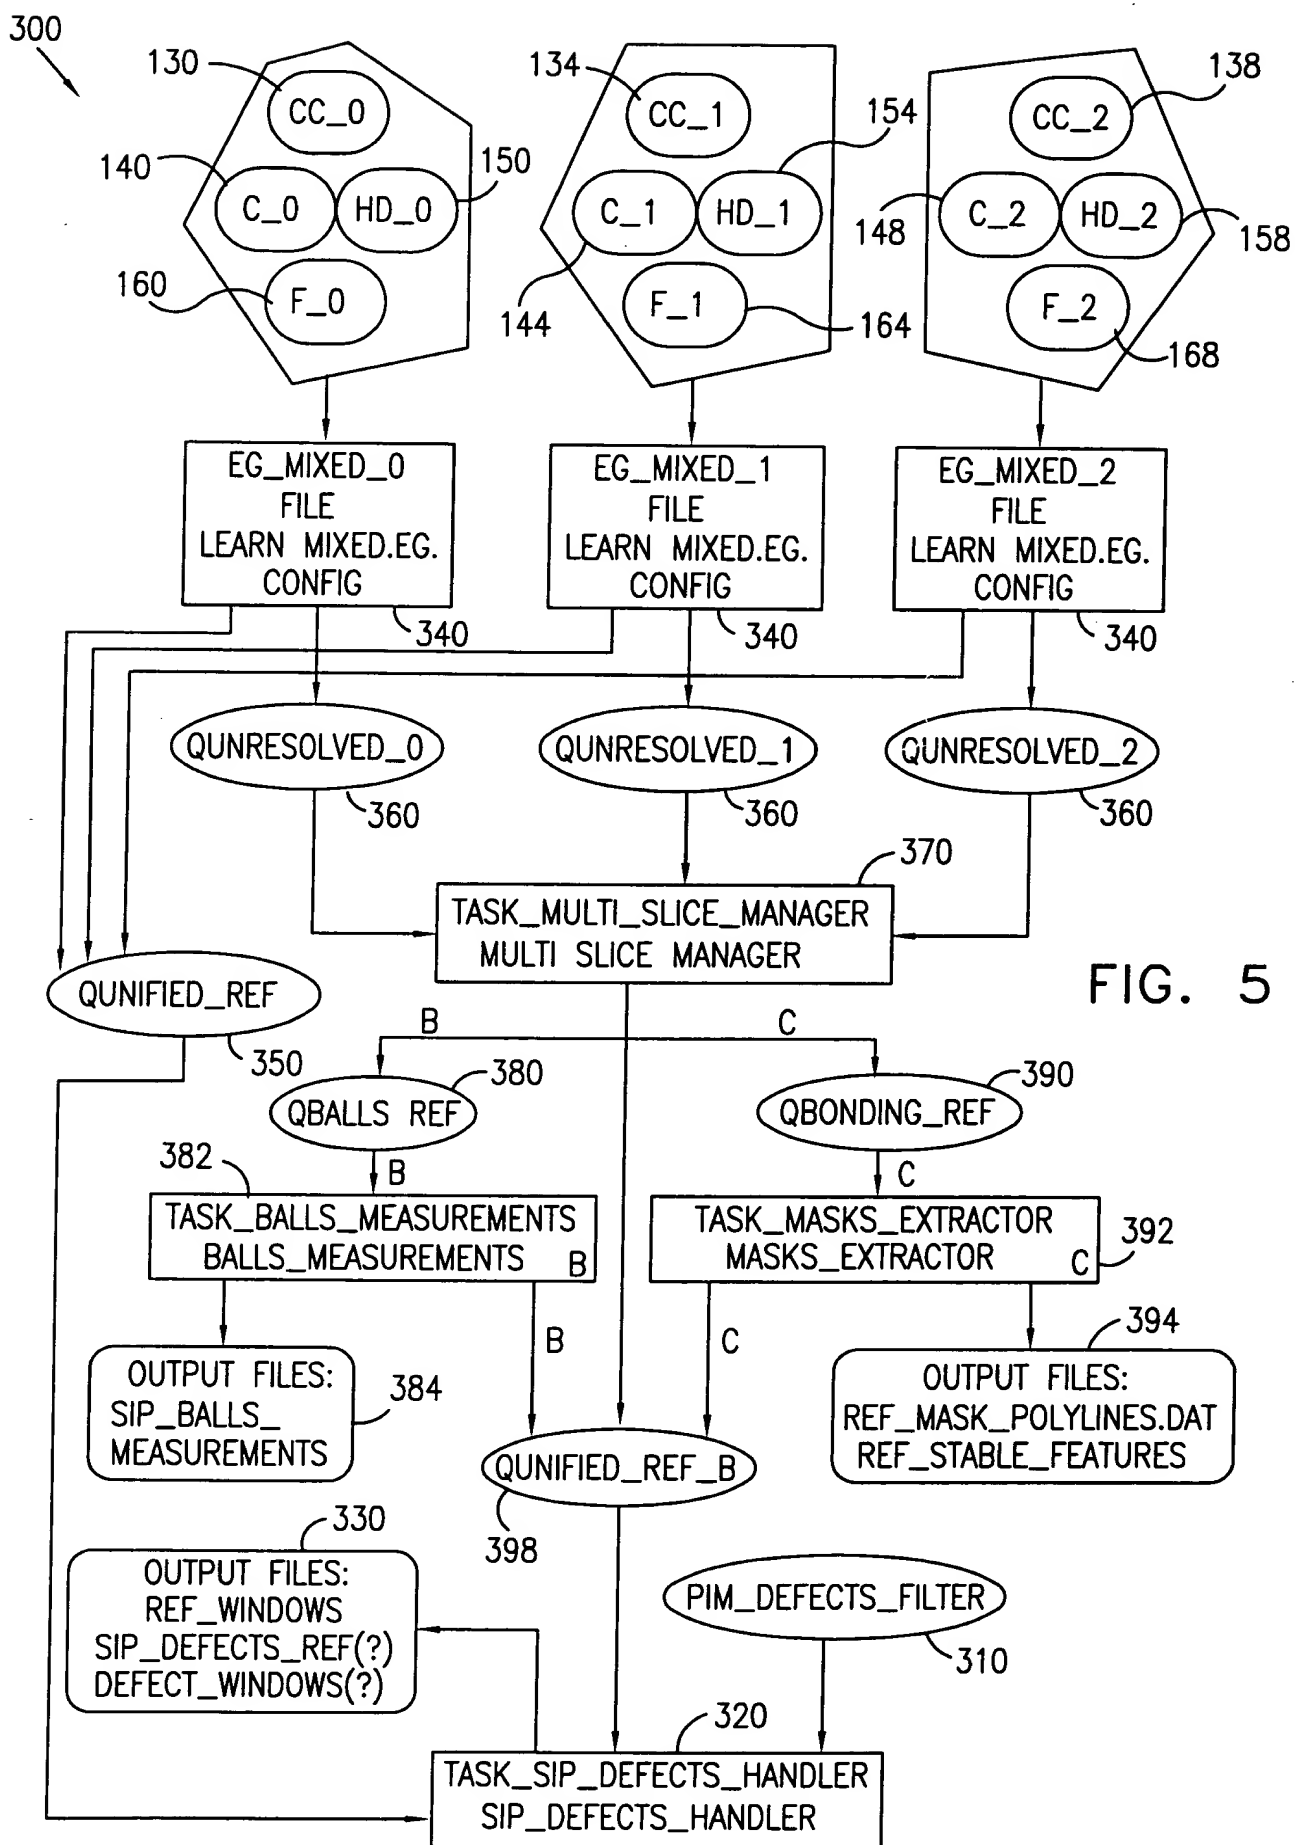 300
130
CC_0
140
150
C_0
HD_0
160
F_0
134
CC_1
154
C_1
HD_1
144
F_1
164
138
CC_2
148
C_2
HD_2
158
F_2
168
EG_MIXED_0
FILE
LEARN MIXED.EG.
CONFIG
340
EG_MIXED_1
FILE
LEARN MIXED.EG.
CONFIG
340
EG_MIXED_2
FILE
LEARN MIXED.EG.
CONFIG
340
QUNRESOLVED_0
360
QUNRESOLVED_1
360
QUNRESOLVED_2
360
370
TASK_MULTI_SLICE_MANAGER
MULTI SLICE MANAGER
QUNIFIED_REF
350
FIG. 5
B
C
380
QBALLS REF
390
QBONDING_REF
B
C
382
TASK_BALLS_MEASUREMENTS
BALLS_MEASUREMENTS B
TASK_MASKS_EXTRACTOR
MASKS_EXTRACTOR C
392
B
C
OUTPUT FILES:
SIP_BALLS_
MEASUREMENTS
384
394
OUTPUT FILES:
REF_MASK_POLYLINES.DAT
REF_STABLE_FEATURES
QUNIFIED_REF_B
398
330
OUTPUT FILES:
REF_WINDOWS
SIP_DEFECTS_REF(?)
DEFECT_WINDOWS(?)
PIM_DEFECTS_FILTER
310
320
TASK_SIP_DEFECTS_HANDLER
SIP_DEFECTS_HANDLER